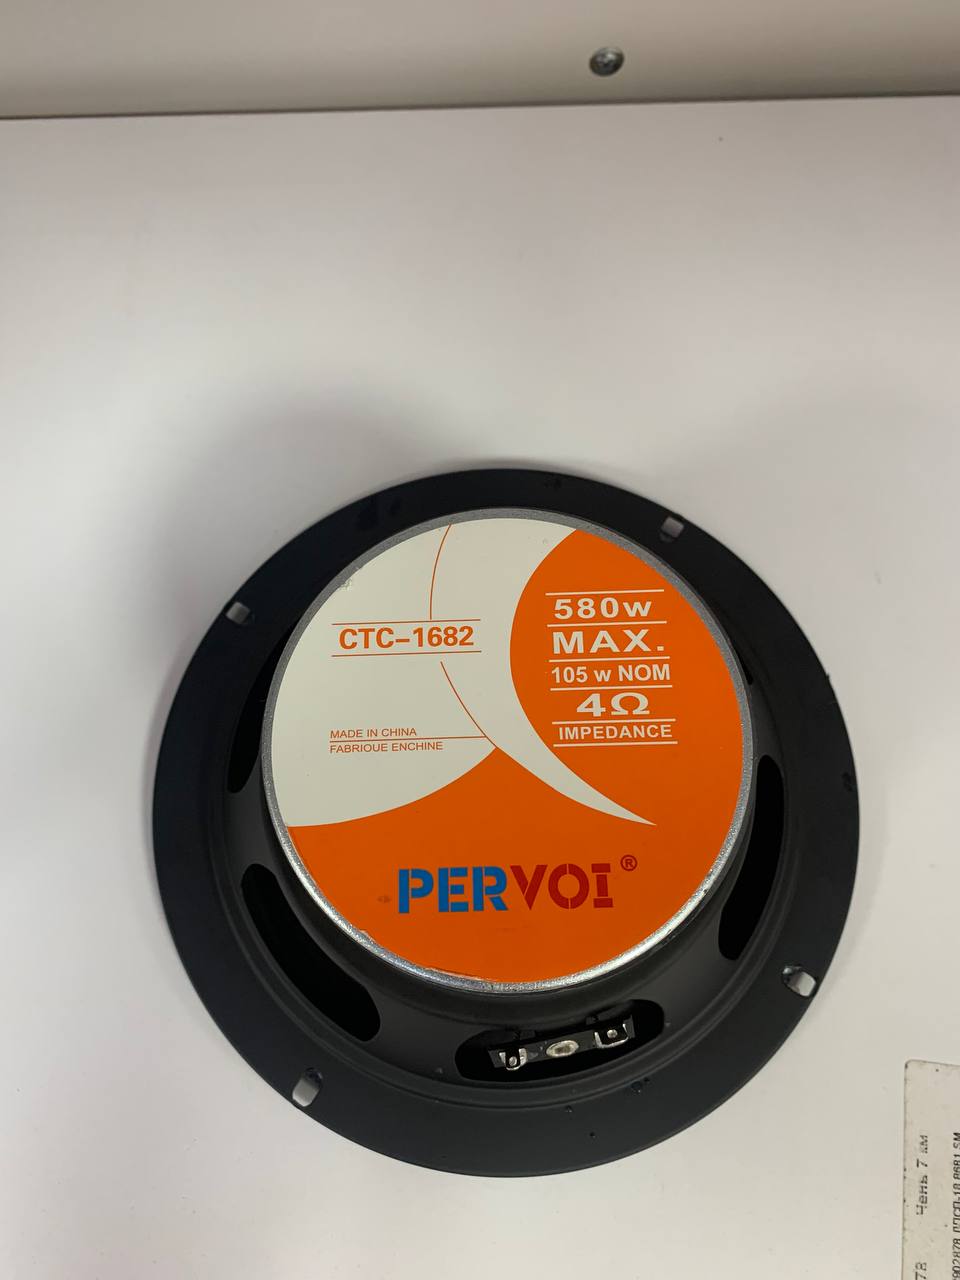 CTC-1682
580w
MAX.
105 w NOM
4Ω
IMPEDANCE
MADE IN CHINA
FABRIOUE ENCHINE
PERVOI®
Чень 7 км